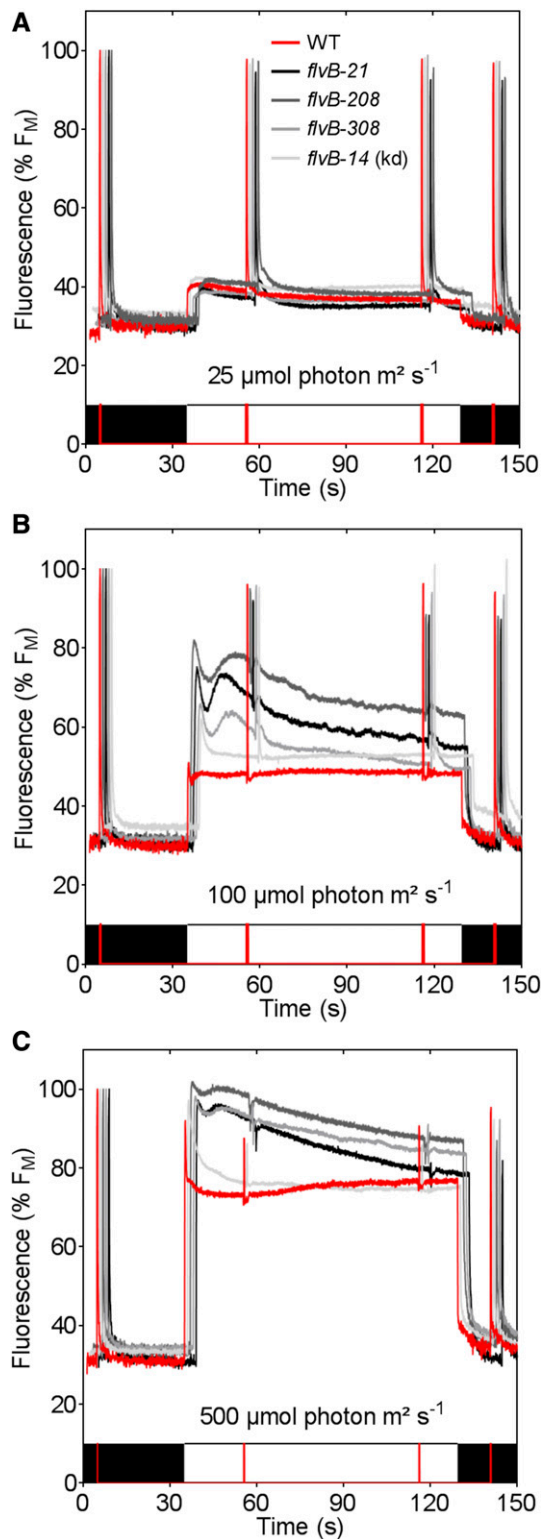 A
WT
flvB-21
flvB-208
flvB-308
flvB-14 (kd)
Fluorescence (% FM)
100
80
60
40
20
0
25 µmol photon m² s-1
0 30 60 90 120 150
Time (s)
B
Fluorescence (% FM)
100
80
60
40
20
0
100 µmol photon m² s-1
0 30 60 90 120 150
Time (s)
C
Fluorescence (% FM)
100
80
60
40
20
0
500 µmol photon m² s-1
0 30 60 90 120 150
Time (s)